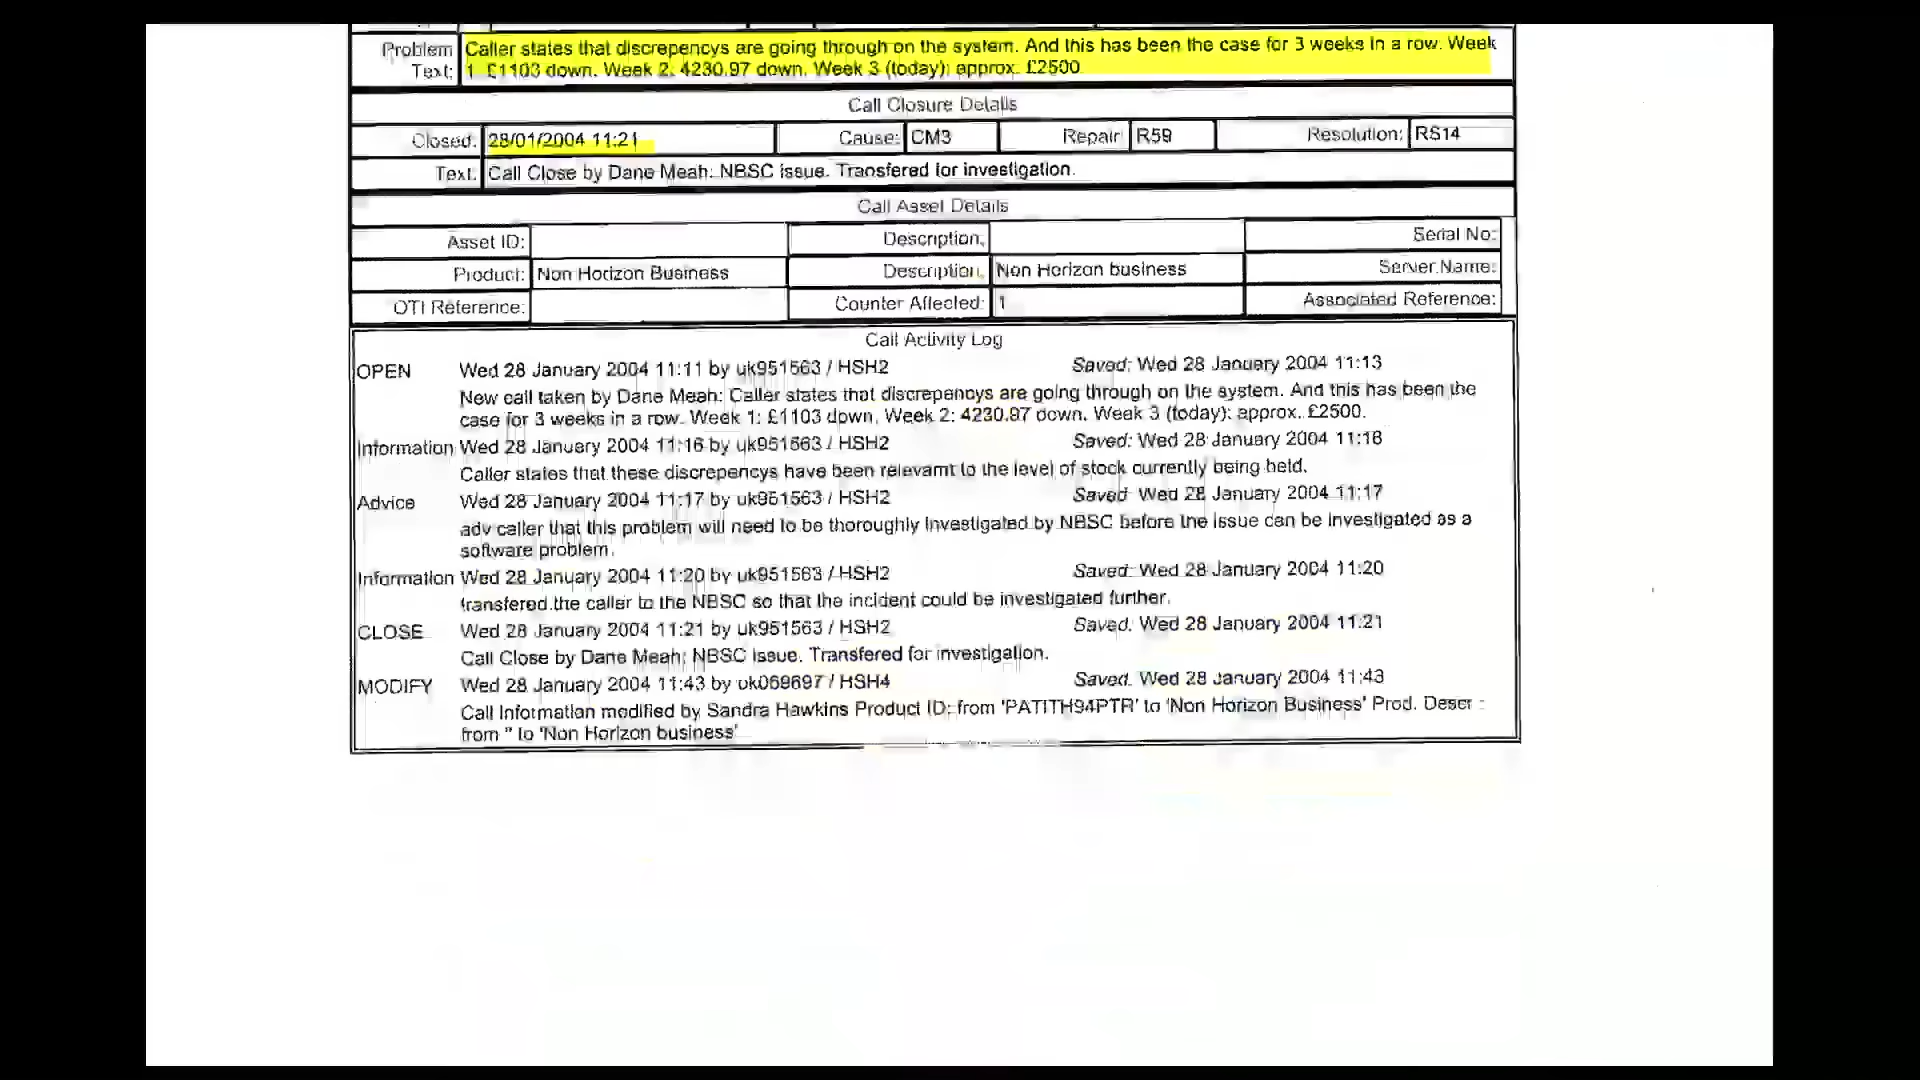 Problem Text: Caller states that discrepencys are going through on the system. And this has been the case for 3 weeks in a row. Week
1: £1103 down. Week 2: 4230.97 down. Week 3 (today): approx. £2500
Call Closure Details
Closed: 28/01/2004 11:21 Cause: CM3 Repair R59 Resolution: RS14
Text: Call Close by Dane Meah: NBSC issue. Transfered for investigation.
Call Asset Details
Asset ID: Description: Serial No:
Product: Non Horizon Business Description: Non Horizon business Server Name:
OTI Reference: Counter Affected: 1 Associated Reference:
Call Activity Log
OPEN Wed 28 January 2004 11:11 by uk951563 / HSH2 Saved: Wed 28 January 2004 11:13
New call taken by Dane Meah: Caller states that discrepencys are going through on the system. And this has been the
case for 3 weeks in a row. Week 1: £1103 down. Week 2: 4230.97 down. Week 3 (today): approx. £2500.
Information Wed 28 January 2004 11:16 by uk951563 / HSH2 Saved: Wed 28 January 2004 11:16
Caller states that these discrepencys have been relevamt to the level of stock currently being held.
Advice Wed 28 January 2004 11:17 by uk951563 / HSH2 Saved: Wed 28 January 2004 11:17
adv caller that this problem will need to be thoroughly investigated by NBSC before the issue can be investigated as a
software problem.
Information Wed 28 January 2004 11:20 by uk951563 / HSH2 Saved: Wed 28 January 2004 11:20
transfered the caller to the NBSC so that the incident could be investigated further.
CLOSE Wed 28 January 2004 11:21 by uk951563 / HSH2 Saved: Wed 28 January 2004 11:21
Call Close by Dane Meah: NBSC issue. Transfered for investigation.
MODIFY Wed 28 January 2004 11:43 by uk069697 / HSH4 Saved: Wed 28 January 2004 11:43
Call Information modified by Sandra Hawkins Product ID: from 'PATITH94PTR' to 'Non Horizon Business' Prod. Descr :
from '' to 'Non Horizon business'